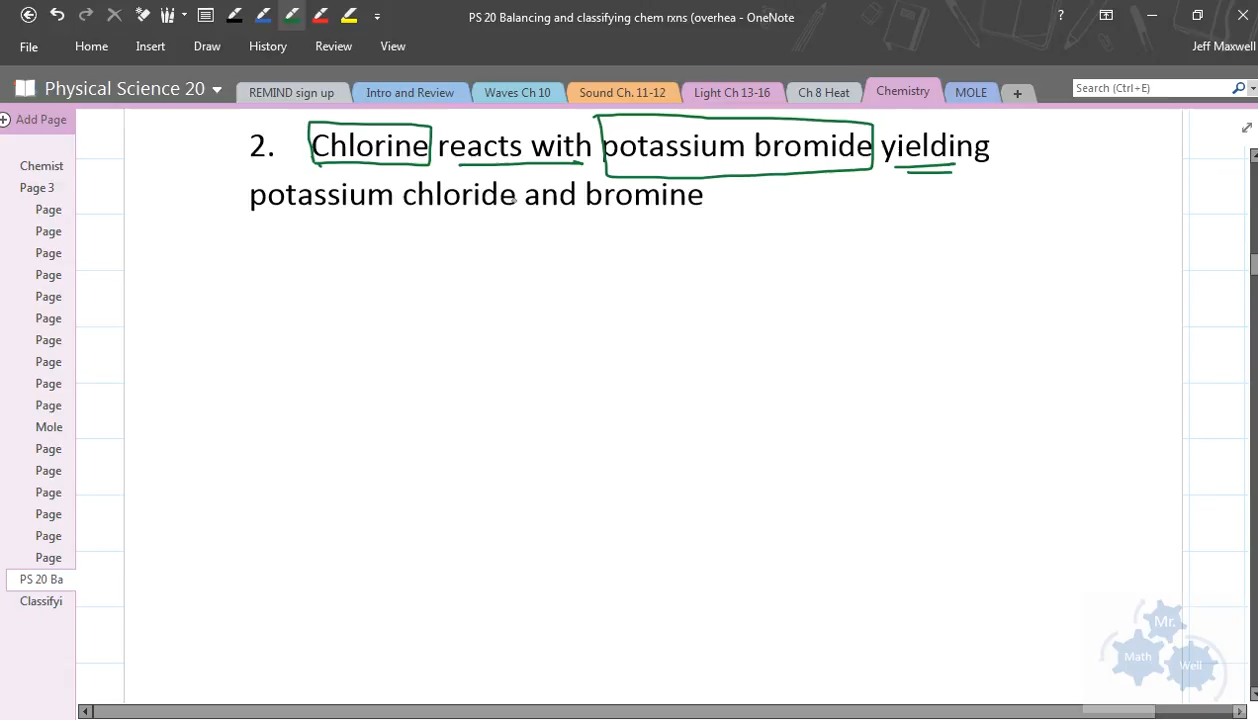 PS 20 Balancing and classifying chem rxns (overhea - OneNote
?
File Home Insert Draw History Review View
Jeff Maxwell
Physical Science 20
REMIND sign up Intro and Review Waves Ch 10 Sound Ch. 11-12 Light Ch 13-16 Ch 8 Heat Chemistry MOLE +
Search (Ctrl+E)
Add Page
Chemist
Page 3
Page
Page
Page
Page
Page
Page
Page
Page
Page
Page
Mole
Page
Page
Page
Page
Page
Page
PS 20 Ba
Classifyi
2. Chlorine reacts with potassium bromide yielding
potassium chloride and bromine
Mr.
Math
Well